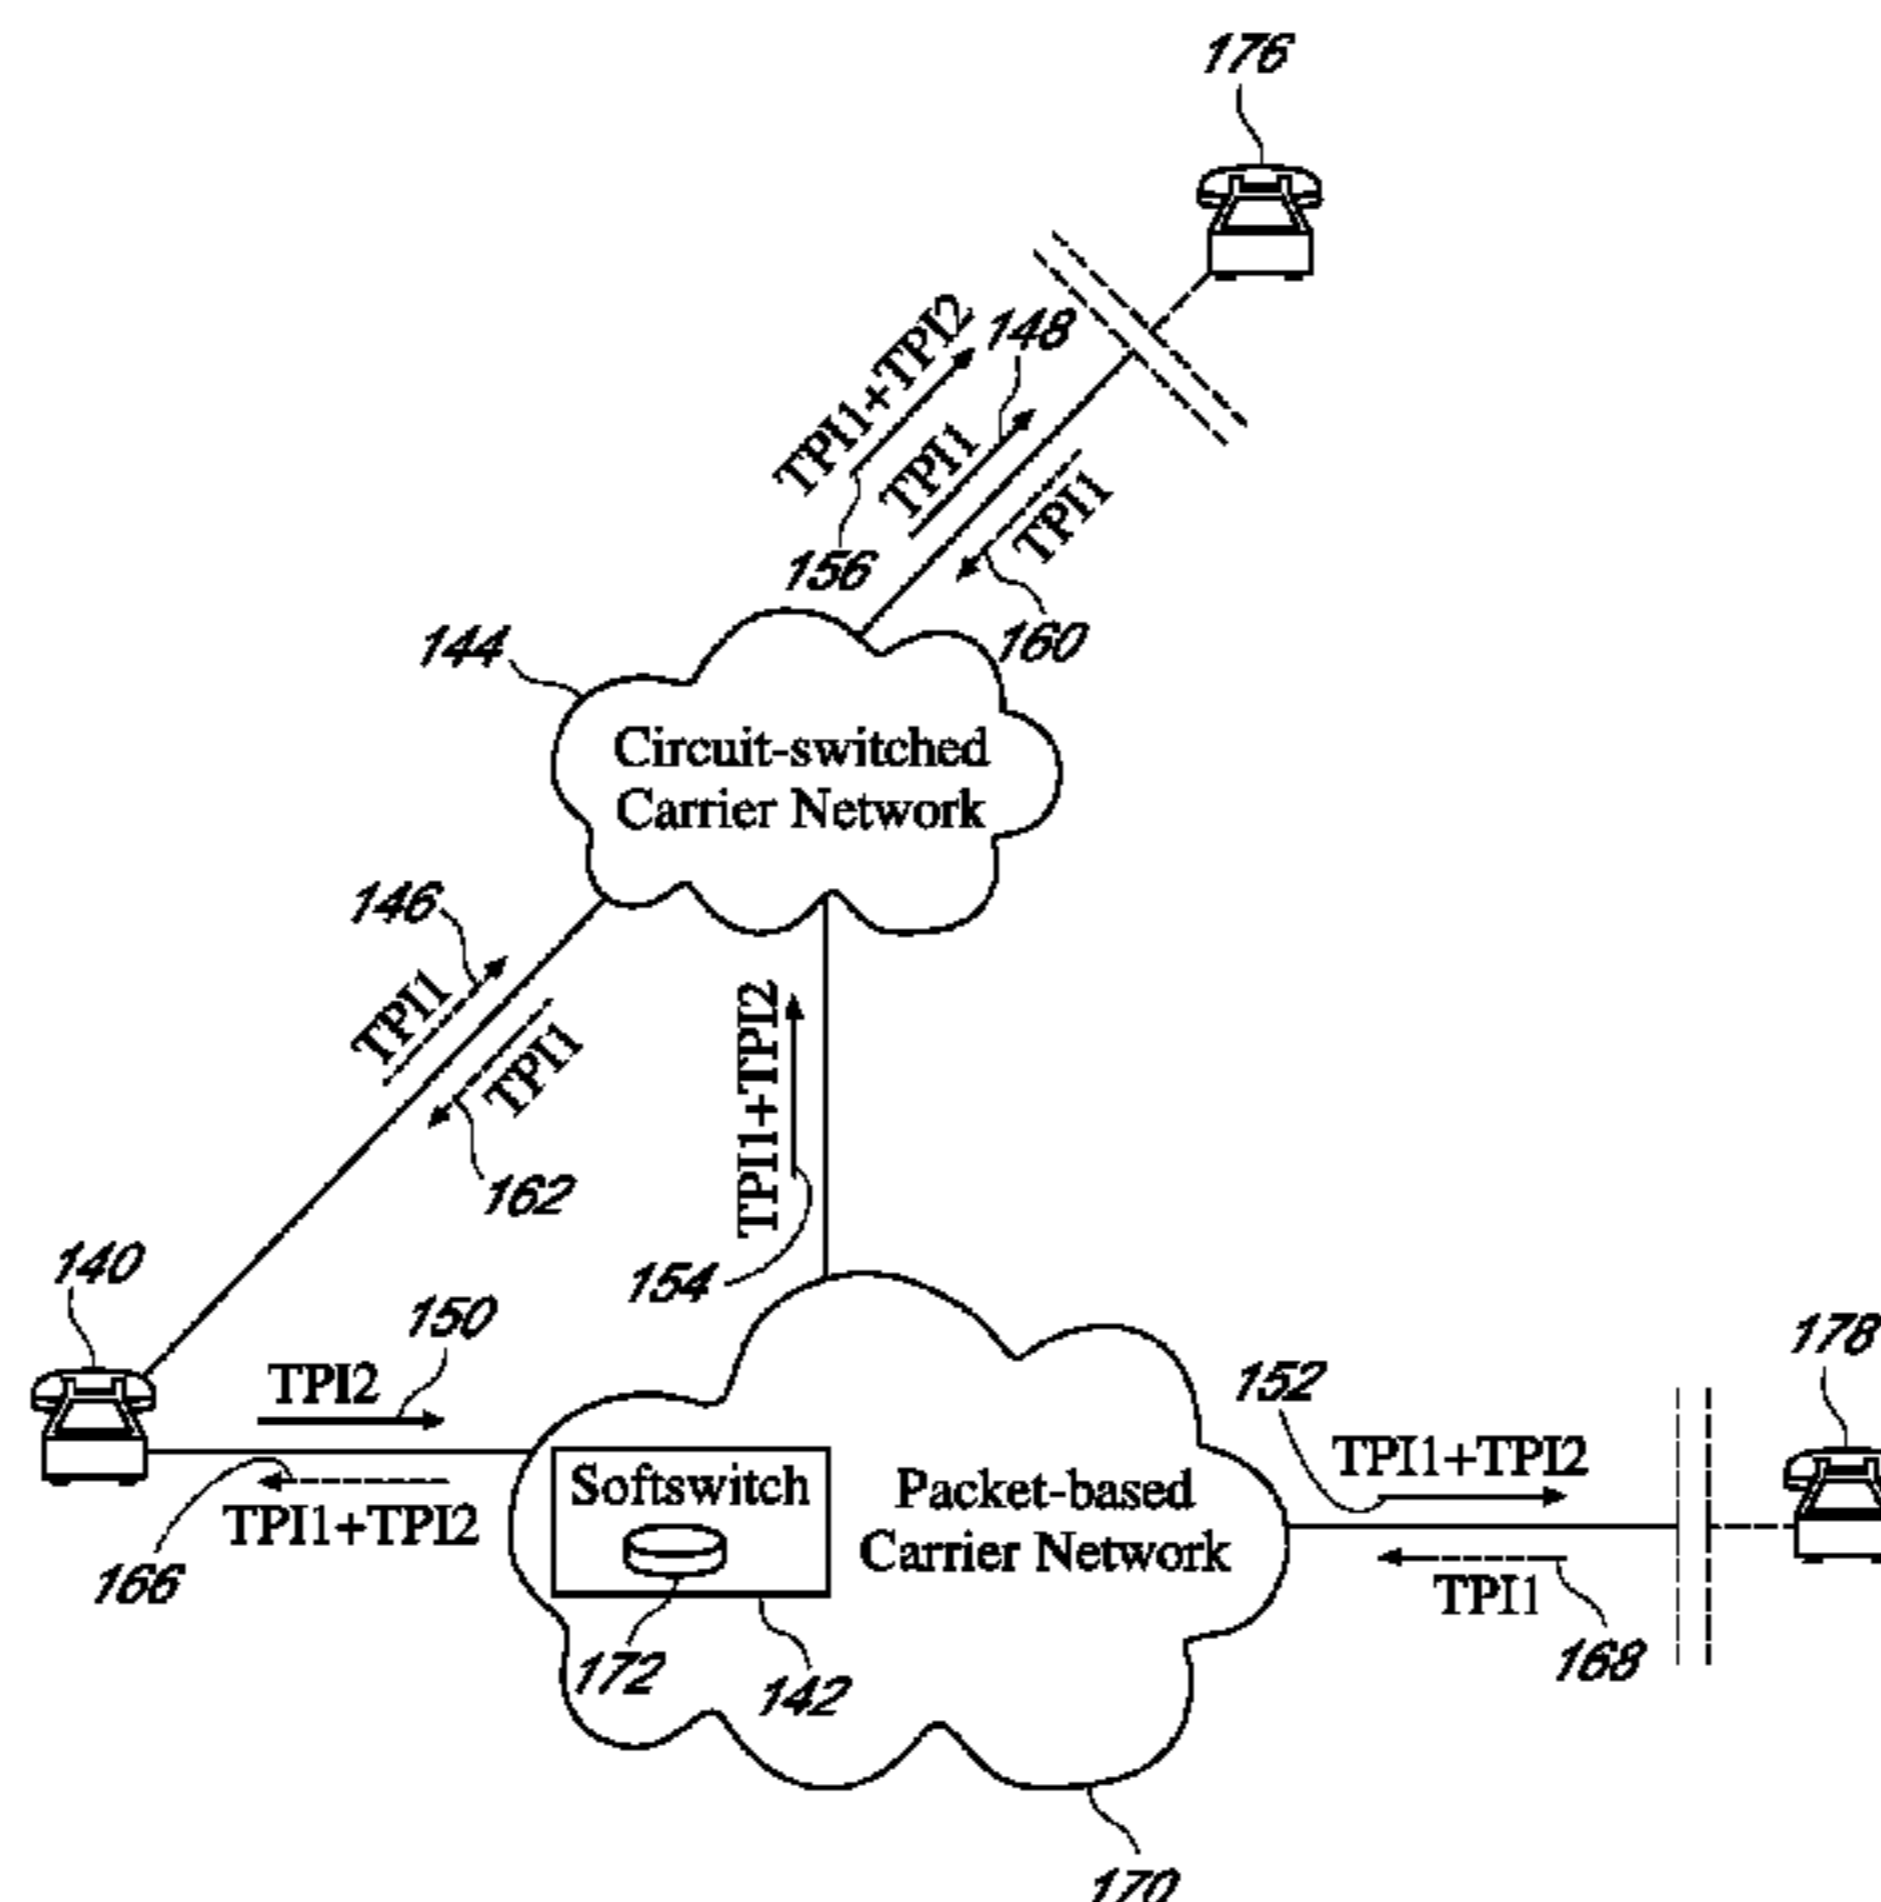 176
148
TPI1+TPI2
TPI1
TPI1
156
160
144
Circuit-switched
Carrier Network
146
TPI1
TPI1
162
TPI1+TPI2
154
140
150
TPI2
166
TPI1+TPI2
Softswitch
172
142
Packet-based
Carrier Network
152
TPI1+TPI2
TPI1
168
178
170